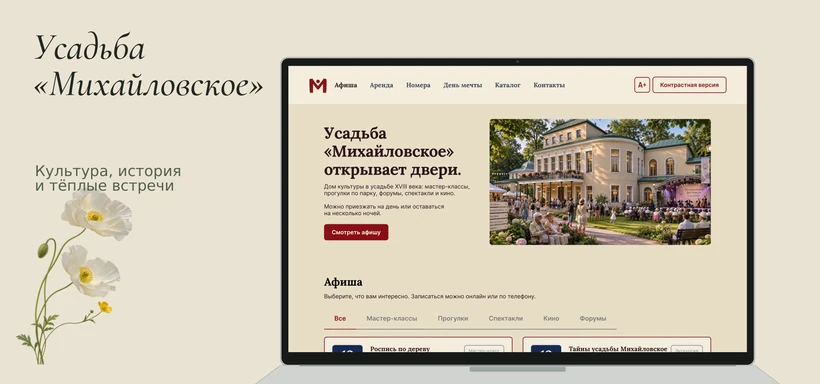 Усадьба
«Михайловское»
Культура, история
и тёплые встречи
М Афиша Аренда Номера День мечты Каталог Контакты A+ Контрастная версия
Усадьба
«Михайловское»
открывает двери.
Дом культуры в усадьбе XVIII века: мастер-классы,
прогулки по парку, форумы, спектакли и кино.
Можно приезжать на день или оставаться
на несколько ночей.
Смотреть афишу
Афиша
Выберите, что вам интересно. Записаться можно онлайн или по телефону.
Все Мастер-классы Прогулки Спектакли Кино Форумы
Роспись по дереву Тайны усадьбы Михайловское